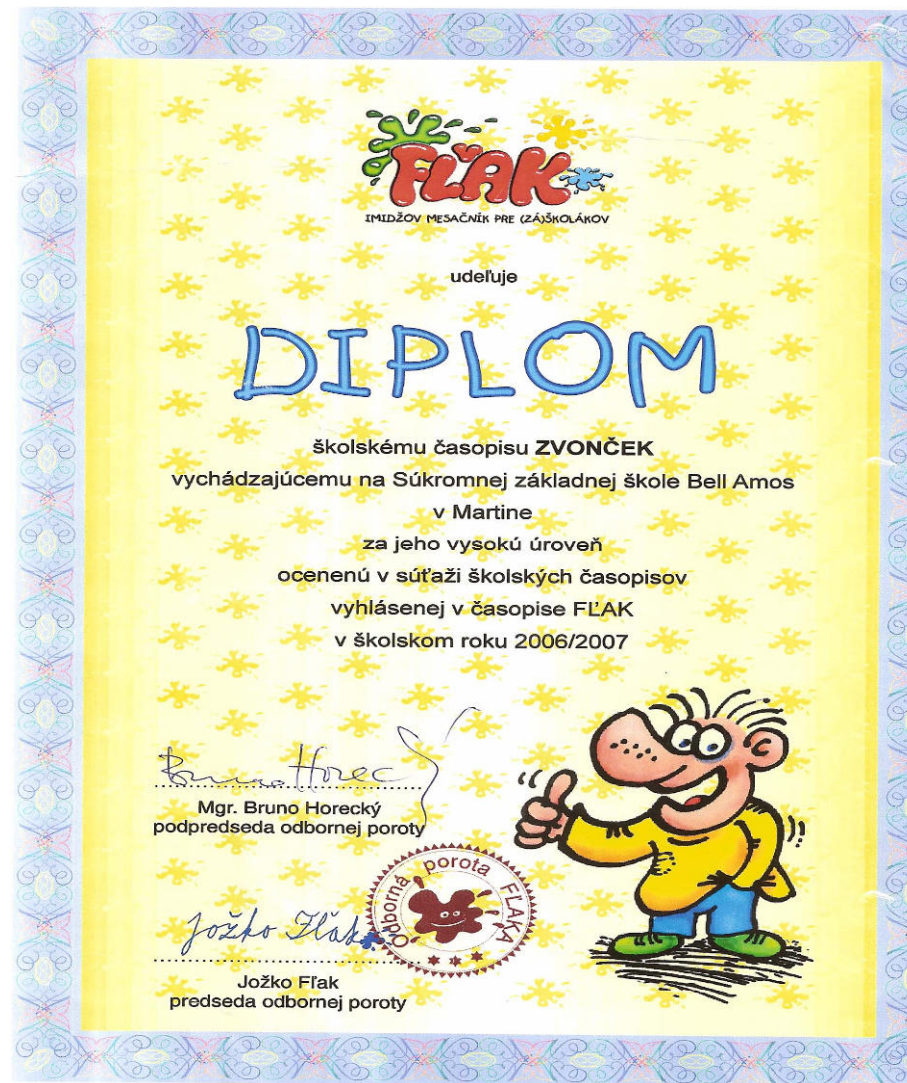 FĽAK
IMIDŽOV MESAČNÍK PRE (ZÁ)ŠKOLÁKOV
udeľuje
DIPLOM
školskému časopisu ZVONČEK
vychádzajúcemu na Súkromnej základnej škole Bell Amos
v Martine
za jeho vysokú úroveň
ocenenú v súťaži školských časopisov
vyhlásenej v časopise FĽAK
v školskom roku 2006/2007
Bruno Horecký
Mgr. Bruno Horecký
podpredseda odbornej poroty
Odborná porota FĽAKA
Jožko Fľak
Jožko Fľak
predseda odbornej poroty